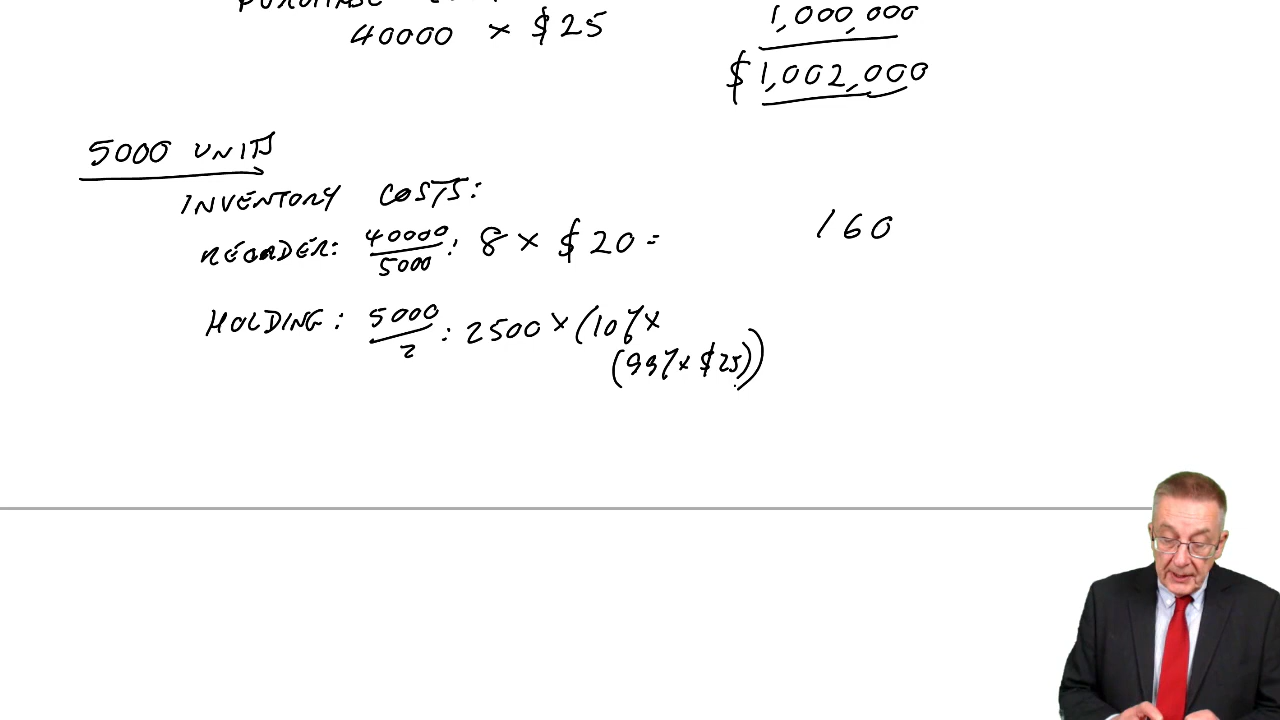 PURCHASE
40000 × $25 1,000,000
$1,002,000
5000 UNITS
INVENTORY COSTS:
REORDER: 40000/5000 : 8 × $20 = 160
HOLDING: 5000/2 : 2500 × (10% ×
(99% × $25))